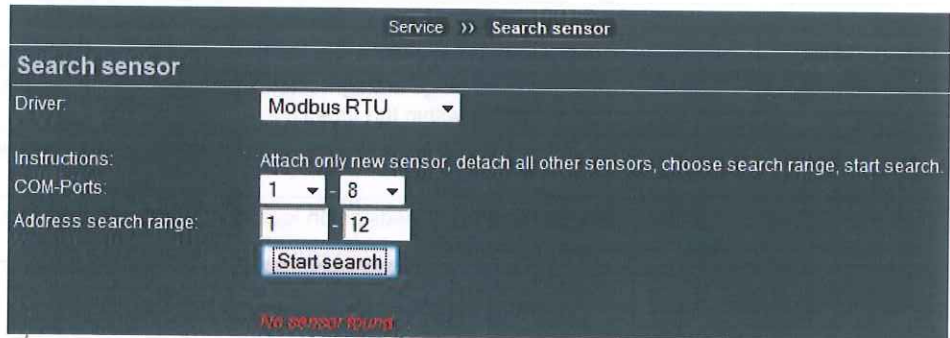 Service » Search sensor
Search sensor
Driver: Modbus RTU
Instructions: Attach only new sensor, detach all other sensors, choose search range, start search.
COM-Ports: 1 - 8
Address search range: 1 - 12
Start search
No sensor found